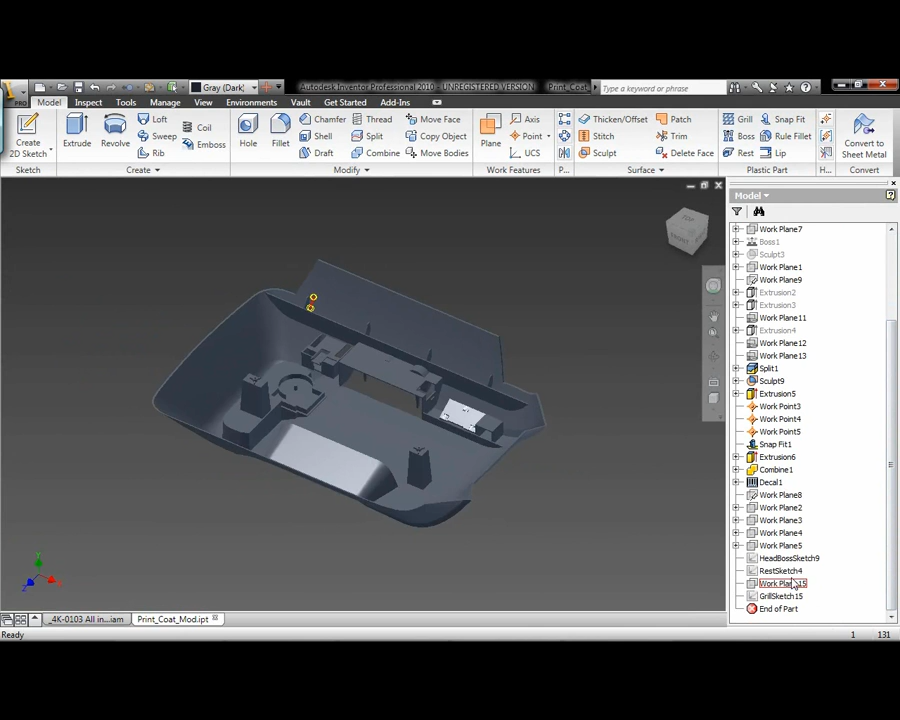 Gray (Dark)
Autodesk Inventor Professional 2010 - UNREGISTERED VERSION
Print_Coat_
Type a keyword or phrase
PRO
Model Inspect Tools Manage View Environments Vault Get Started Add-Ins
Create 2D Sketch
Extrude
Revolve
Loft
Sweep
Rib
Coil
Emboss
Hole
Fillet
Chamfer
Shell
Draft
Thread
Split
Combine
Move Face
Copy Object
Move Bodies
Plane
Axis
Point
UCS
Thicken/Offset
Stitch
Sculpt
Patch
Trim
Delete Face
Grill
Boss
Rest
Snap Fit
Rule Fillet
Lip
Convert to Sheet Metal
Sketch Create Modify Work Features P... Surface Plastic Part H... Convert
Model
TOP
FRONT
Work Plane7
Boss1
Sculpt3
Work Plane1
Work Plane9
Extrusion2
Extrusion3
Work Plane11
Extrusion4
Work Plane12
Work Plane13
Split1
Sculpt9
Extrusion5
Work Point3
Work Point4
Work Point5
Snap Fit1
Extrusion6
Combine1
Decal1
Work Plane8
Work Plane2
Work Plane3
Work Plane4
Work Plane5
HeadBossSketch9
RestSketch4
Work Plane15
GrillSketch15
End of Part
Y
Z
X
_4K-0103 All in...iam
Print_Coat_Mod.ipt
Ready
1
131